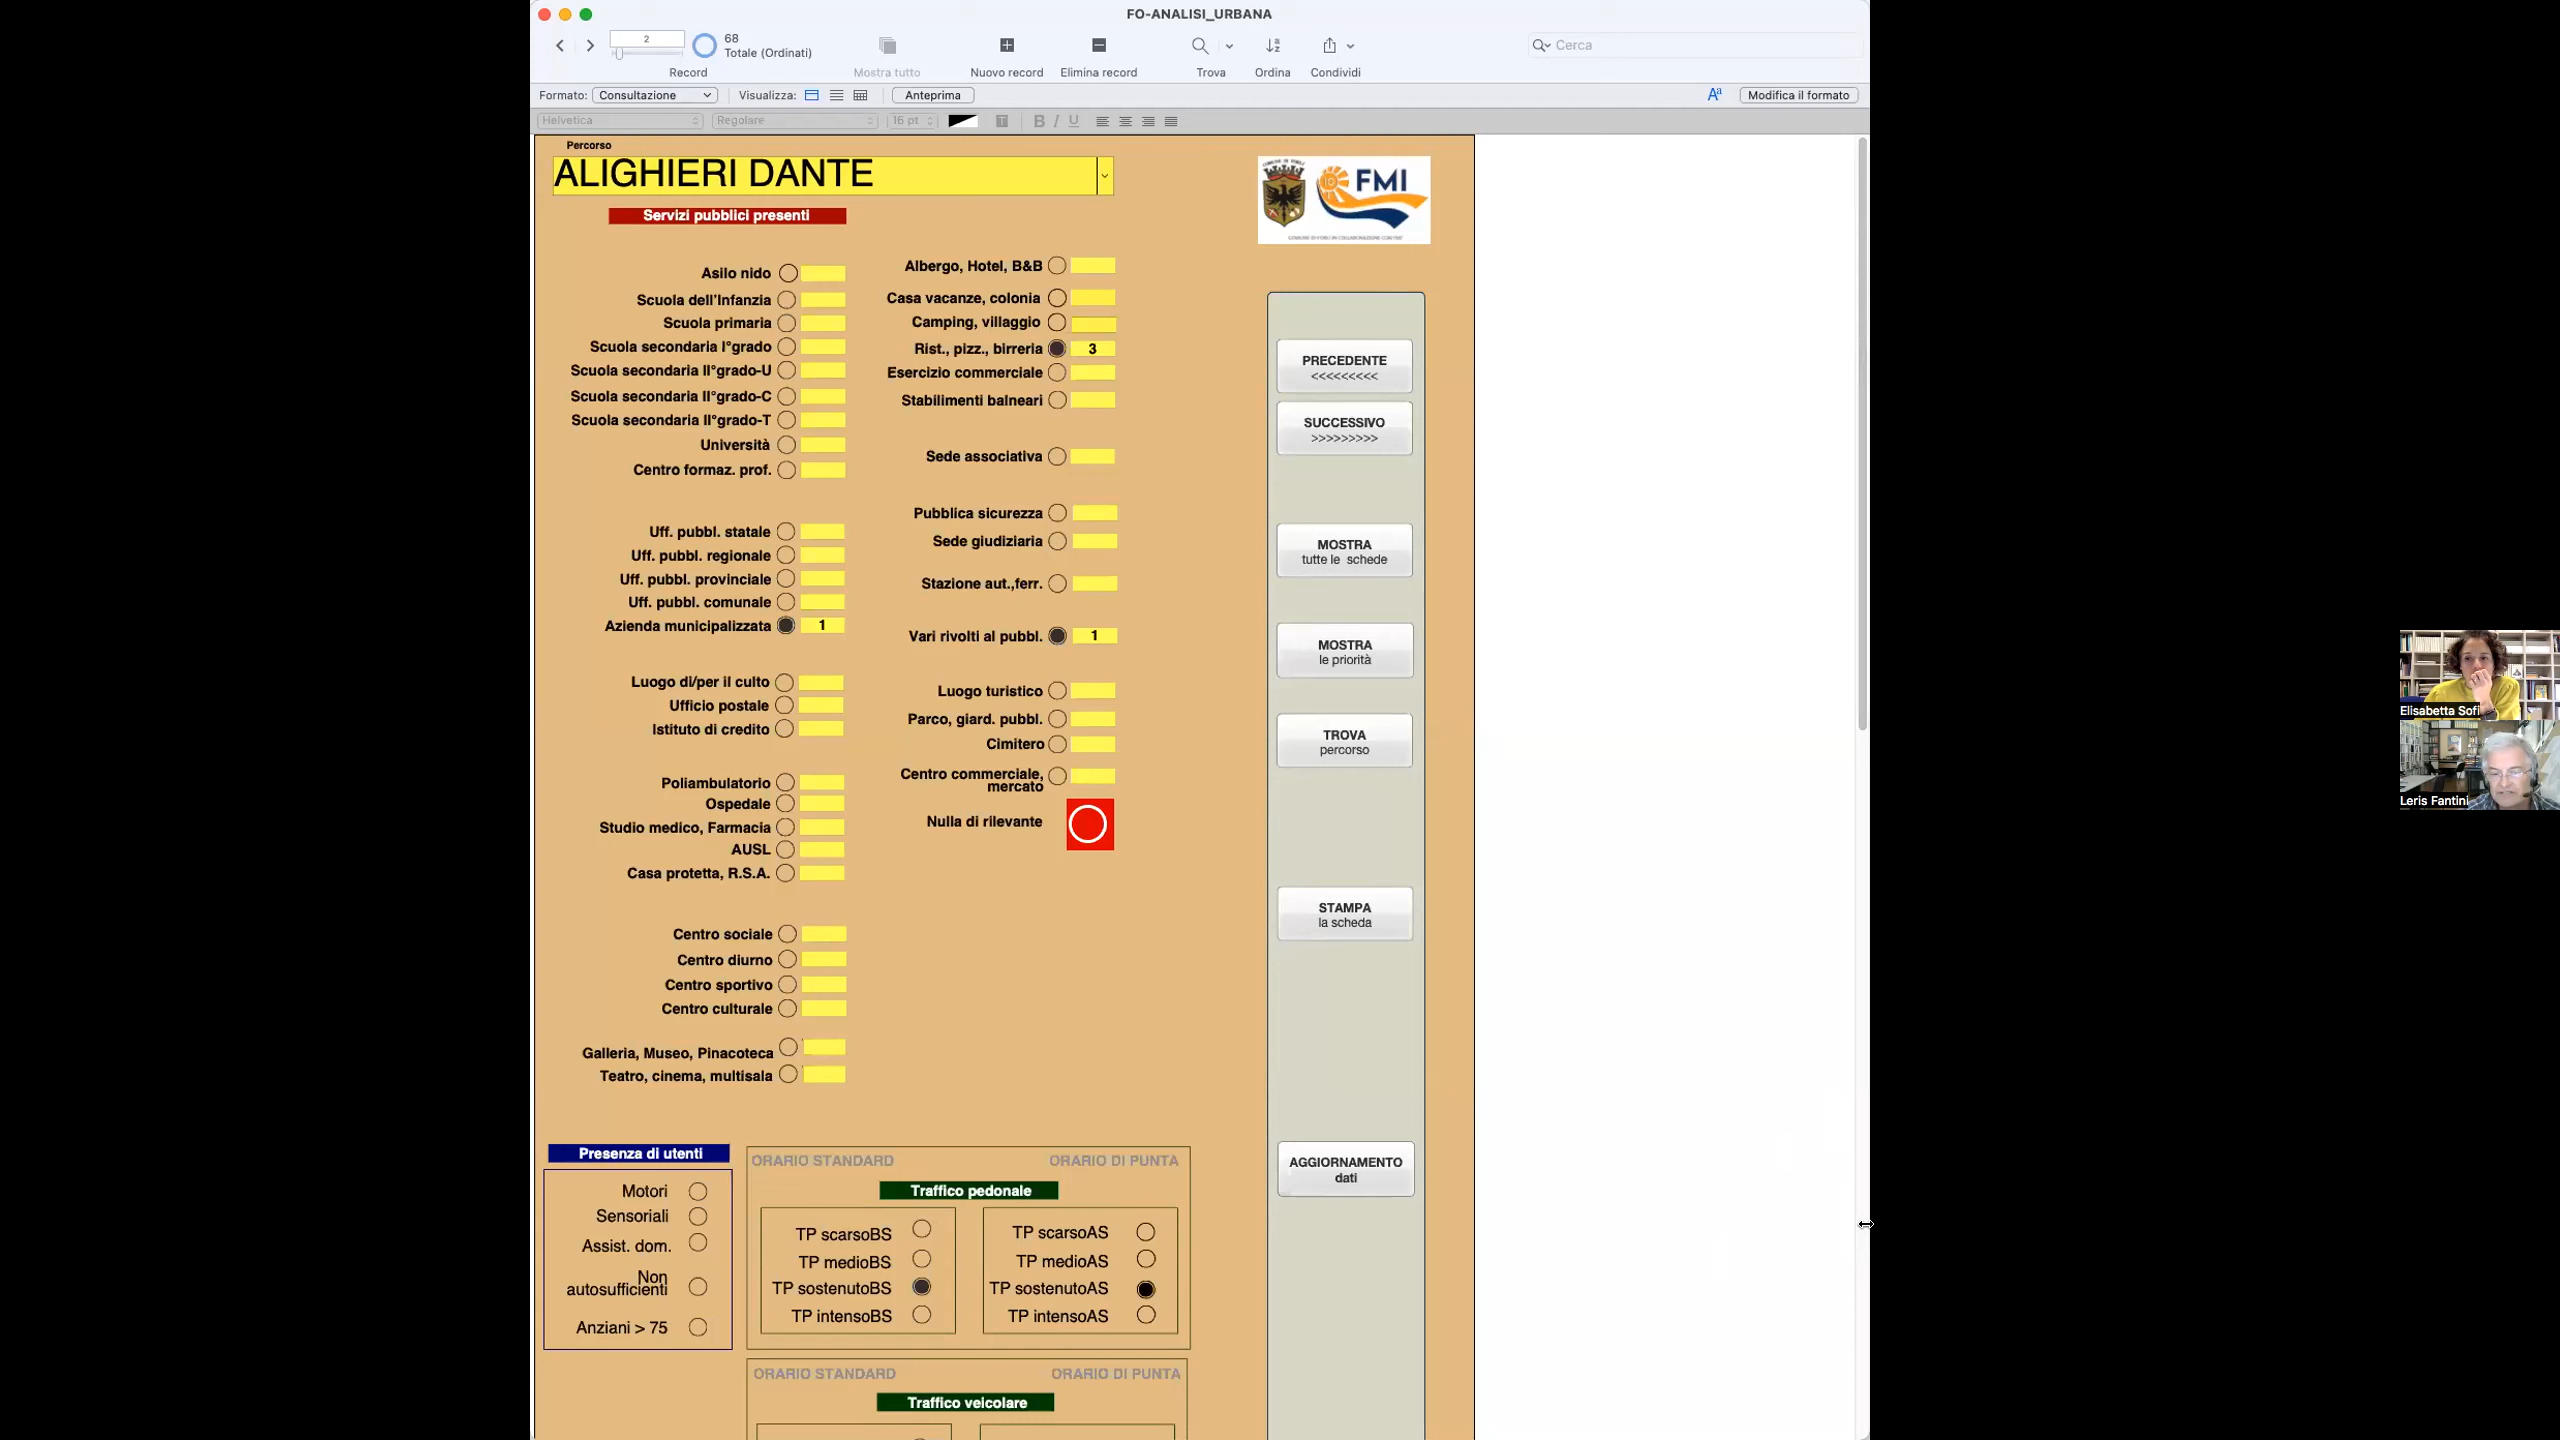 FO-ANALISI_URBANA
2
68
Totale (Ordinati)
Record
Mostra tutto
Nuovo record
Elimina record
Trova
Ordina
Condividi
Cerca
Formato: Consultazione
Visualizza:
Anteprima
Aª
Modifica il formato
Helvetica
Regolare
16 pt
B I U
Percorso
ALIGHIERI DANTE
FMI
Servizi pubblici presenti
Asilo nido
Scuola dell'Infanzia
Scuola primaria
Scuola secondaria I°grado
Scuola secondaria II°grado-U
Scuola secondaria II°grado-C
Scuola secondaria II°grado-T
Università
Centro formaz. prof.
Uff. pubbl. statale
Uff. pubbl. regionale
Uff. pubbl. provinciale
Uff. pubbl. comunale
Azienda municipalizzata 1
Luogo di/per il culto
Ufficio postale
Istituto di credito
Poliambulatorio
Ospedale
Studio medico, Farmacia
AUSL
Casa protetta, R.S.A.
Centro sociale
Centro diurno
Centro sportivo
Centro culturale
Galleria, Museo, Pinacoteca
Teatro, cinema, multisala
Albergo, Hotel, B&B
Casa vacanze, colonia
Camping, villaggio
Rist., pizz., birreria 3
Esercizio commerciale
Stabilimenti balneari
Sede associativa
Pubblica sicurezza
Sede giudiziaria
Stazione aut.,ferr.
Vari rivolti al pubbl. 1
Luogo turistico
Parco, giard. pubbl.
Cimitero
Centro commerciale,
mercato
Nulla di rilevante
PRECEDENTE
<<<<<<<<<
SUCCESSIVO
>>>>>>>>>
MOSTRA
tutte le schede
MOSTRA
le priorità
TROVA
percorso
STAMPA
la scheda
AGGIORNAMENTO
dati
Presenza di utenti
Motori
Sensoriali
Assist. dom.
Non
autosufficienti
Anziani > 75
ORARIO STANDARD
ORARIO DI PUNTA
Traffico pedonale
TP scarsoBS
TP medioBS
TP sostenutoBS
TP intensoBS
TP scarsoAS
TP medioAS
TP sostenutoAS
TP intensoAS
ORARIO STANDARD
ORARIO DI PUNTA
Traffico veicolare
Elisabetta Sofi
Leris Fantini